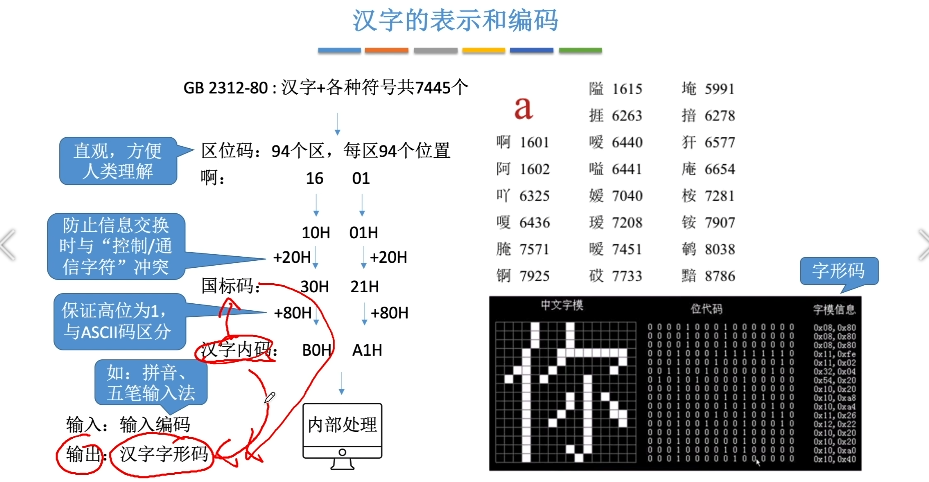 汉字的表示和编码
GB 2312-80 : 汉字+各种符号共7445个
直观，方便
人类理解
区位码：94个区，每区94个位置
啊： 16 01
10H 01H
防止信息交换
时与“控制/通
信字符”冲突
+20H +20H
国标码： 30H 21H
保证高位为1，
与ASCII码区分
+80H +80H
汉字内码： B0H A1H
如：拼音、
五笔输入法
输入：输入编码
输出：汉字字形码
内部处理
a
隘 1615 埯 5991
捱 6263 揞 6278
啊 1601 嗳 6440 犴 6577
阿 1602 嗌 6441 庵 6654
吖 6325 嫒 7040 桉 7281
嗄 6436 瑷 7208 铵 7907
腌 7571 暧 7451 鹌 8038
锕 7925 砹 7733 黯 8786
字形码
中文字模 位代码 字模信息
0 0 0 0 1 0 0 0 1 0 0 0 0 0 0 0 0x08,0x80
0 0 0 0 1 0 0 0 1 0 0 0 0 0 0 0 0x08,0x80
0 0 0 0 1 0 0 0 1 0 0 0 0 0 0 0 0x08,0x80
0 0 0 1 0 0 0 1 1 1 1 1 1 1 1 0 0x11,0xfe
0 0 0 1 0 0 0 1 0 0 0 0 0 0 1 0 0x11,0x02
0 0 1 1 0 0 1 0 0 0 0 0 0 1 0 0 0x32,0x04
0 1 0 1 0 1 0 0 0 0 1 0 0 0 0 0 0x54,0x20
0 0 0 1 0 0 0 0 0 0 1 0 0 0 0 0 0x10,0x20
0 0 0 1 0 0 0 0 1 0 1 0 1 0 0 0 0x10,0xa8
0 0 0 1 0 0 0 0 1 0 1 0 0 1 0 0 0x10,0xa4
0 0 0 1 0 0 0 1 0 0 1 0 0 1 1 0 0x11,0x26
0 0 0 1 0 0 1 0 0 0 1 0 0 0 1 0 0x12,0x22
0 0 0 1 0 0 0 0 0 0 1 0 0 0 0 0 0x10,0x20
0 0 0 1 0 0 0 0 0 0 1 0 0 0 0 0 0x10,0x20
0 0 0 1 0 0 0 0 1 0 1 0 0 0 0 0 0x10,0xa0
0 0 0 1 0 0 0 0 0 1 0 0 0 0 0 0 0x10,0x40